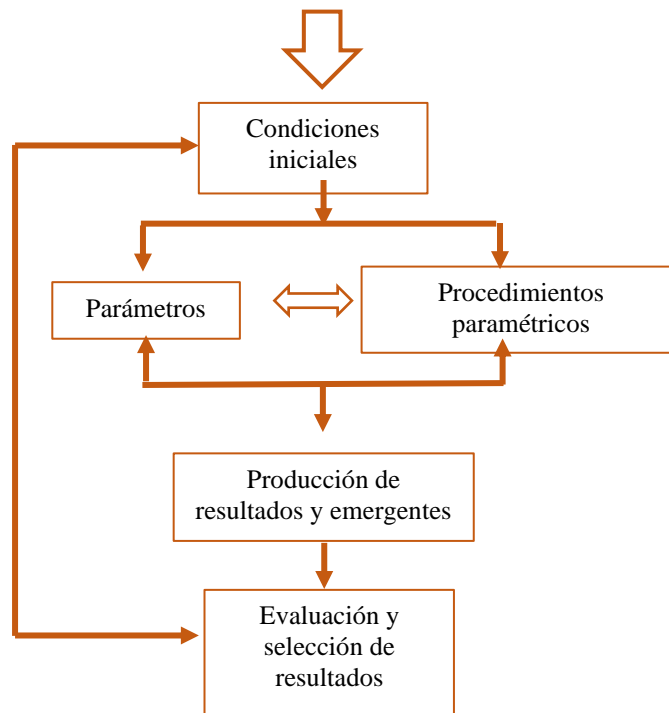 Condiciones
iniciales
Parámetros
Procedimientos
paramétricos
Producción de
resultados y emergentes
Evaluación y
selección de
resultados